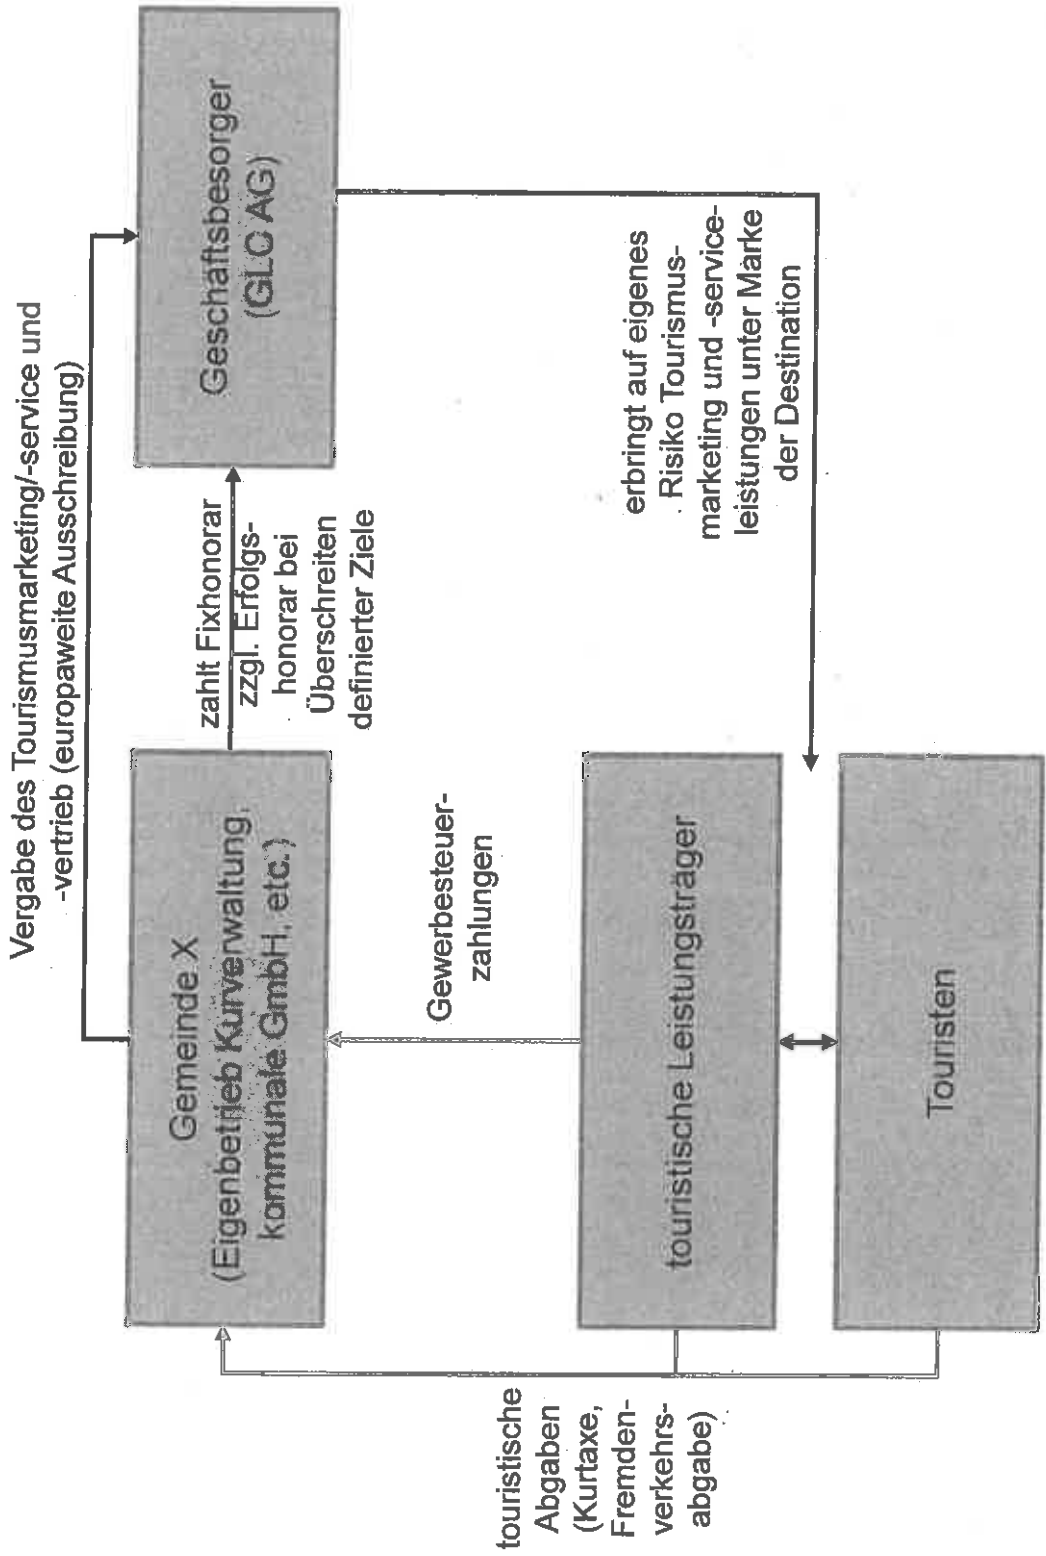 Vergabe des Tourismusmarketing/-service und
-vertrieb (europaweite Ausschreibung)
Gemeinde X
(Eigenbetrieb Kurverwaltung,
kommunale GmbH, etc.)
zahlt Fixhonorar
zzgl. Erfolgs-
honorar bei
Überschreiten
definierter Ziele
Geschäftsbesorger
(GLC AG)
touristische
Abgaben
(Kurtaxe,
Fremden-
verkehrs-
abgabe)
Gewerbesteuer-
zahlungen
erbringt auf eigenes
Risiko Tourismus-
marketing und -service-
leistungen unter Marke
der Destination
touristische Leistungsträger
Touristen